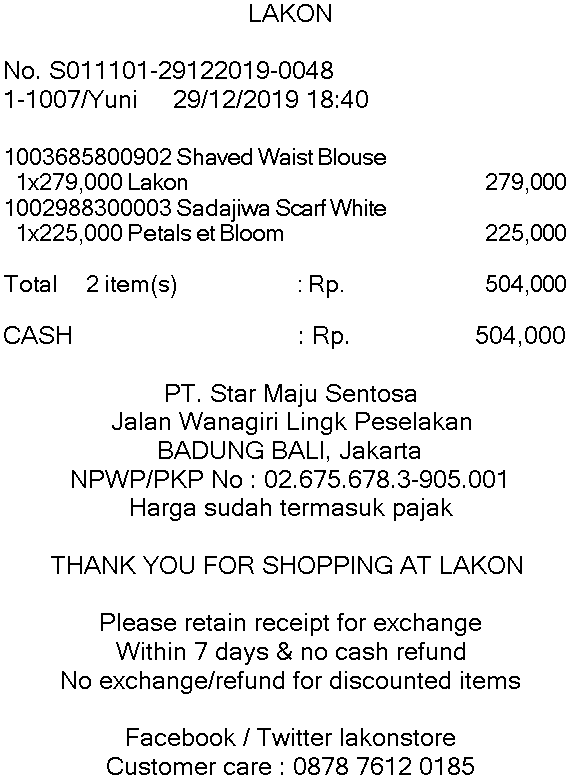 LAKON
No. S011101-29122019-0048
1-1007/Yuni 29/12/2019 18:40
1003685800902 Shaved Waist Blouse
1x279,000 Lakon 279,000
1002988300003 Sadajiwa Scarf White
1x225,000 Petals et Bloom 225,000
Total 2 item(s) : Rp. 504,000
CASH : Rp. 504,000
PT. Star Maju Sentosa
Jalan Wanagiri Lingk Peselakan
BADUNG BALI, Jakarta
NPWP/PKP No : 02.675.678.3-905.001
Harga sudah termasuk pajak
THANK YOU FOR SHOPPING AT LAKON
Please retain receipt for exchange
Within 7 days & no cash refund
No exchange/refund for discounted items
Facebook / Twitter lakonstore
Customer care : 0878 7612 0185